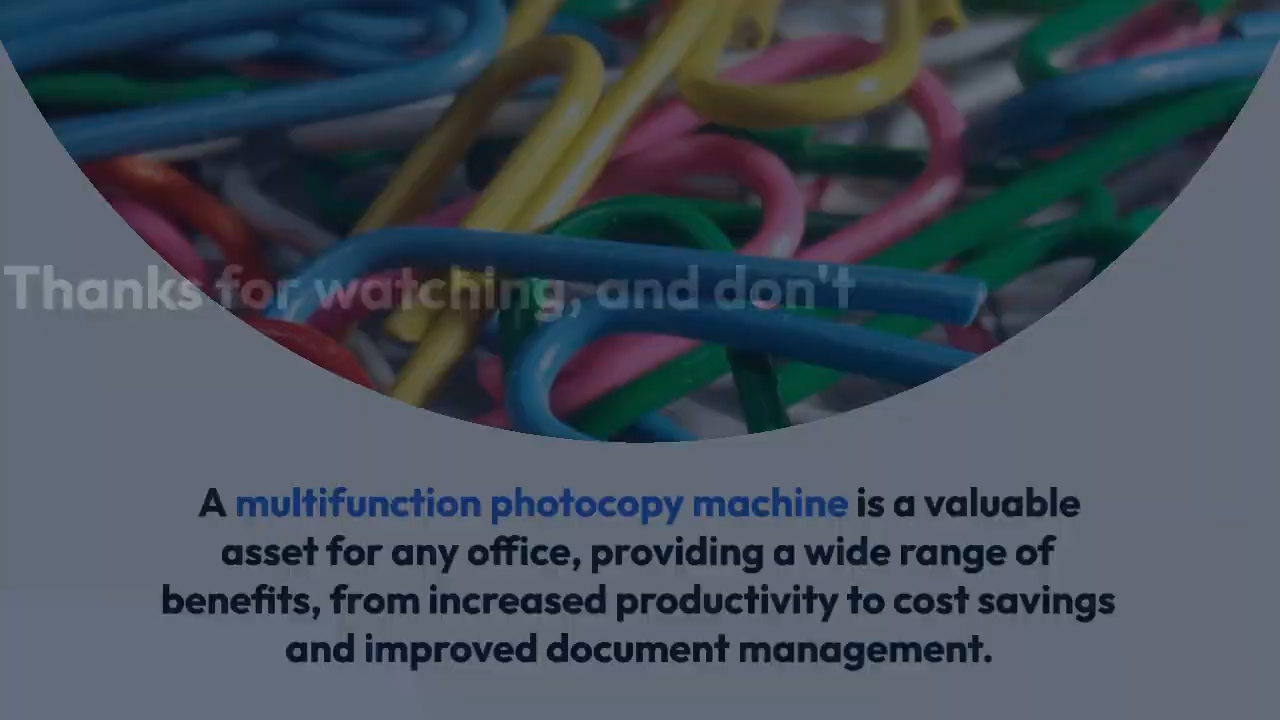 Thanks for watching, and don't
A multifunction photocopy machine is a valuable
asset for any office, providing a wide range of
benefits, from increased productivity to cost savings
and improved document management.